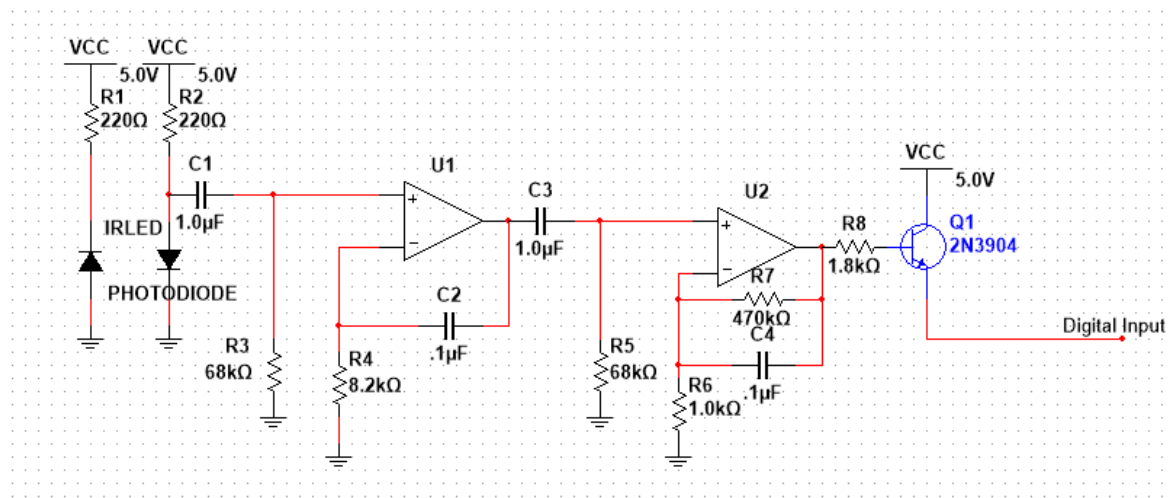 VCC
5.0V
R1
220Ω
VCC
5.0V
R2
220Ω
C1
1.0µF
IRLED
PHOTODIODE
R3
68kΩ
U1
+
−
C2
.1µF
R4
8.2kΩ
C3
1.0µF
R5
68kΩ
U2
+
−
R7
470kΩ
C4
.1µF
R6
1.0kΩ
R8
1.8kΩ
VCC
5.0V
Q1
2N3904
Digital Input